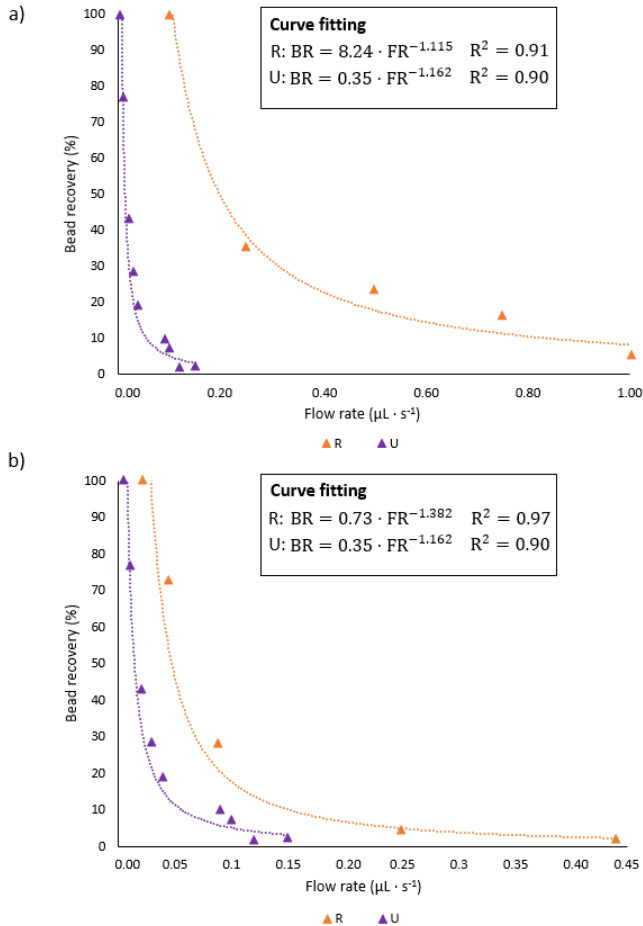 a)
Curve fitting
R: BR = 8.24 · FR⁻¹·¹¹⁵ R² = 0.91
U: BR = 0.35 · FR⁻¹·¹⁶² R² = 0.90
Bead recovery (%)
100
90
80
70
60
50
40
30
20
10
0
0.00 0.20 0.40 0.60 0.80 1.00
Flow rate (µL · s⁻¹)
R U
b)
Curve fitting
R: BR = 0.73 · FR⁻¹·³⁸² R² = 0.97
U: BR = 0.35 · FR⁻¹·¹⁶² R² = 0.90
Bead recovery (%)
100
90
80
70
60
50
40
30
20
10
0
0.00 0.05 0.1 0.15 0.20 0.25 0.3 0.35 0.4 0.45
Flow rate (µL · s⁻¹)
R U